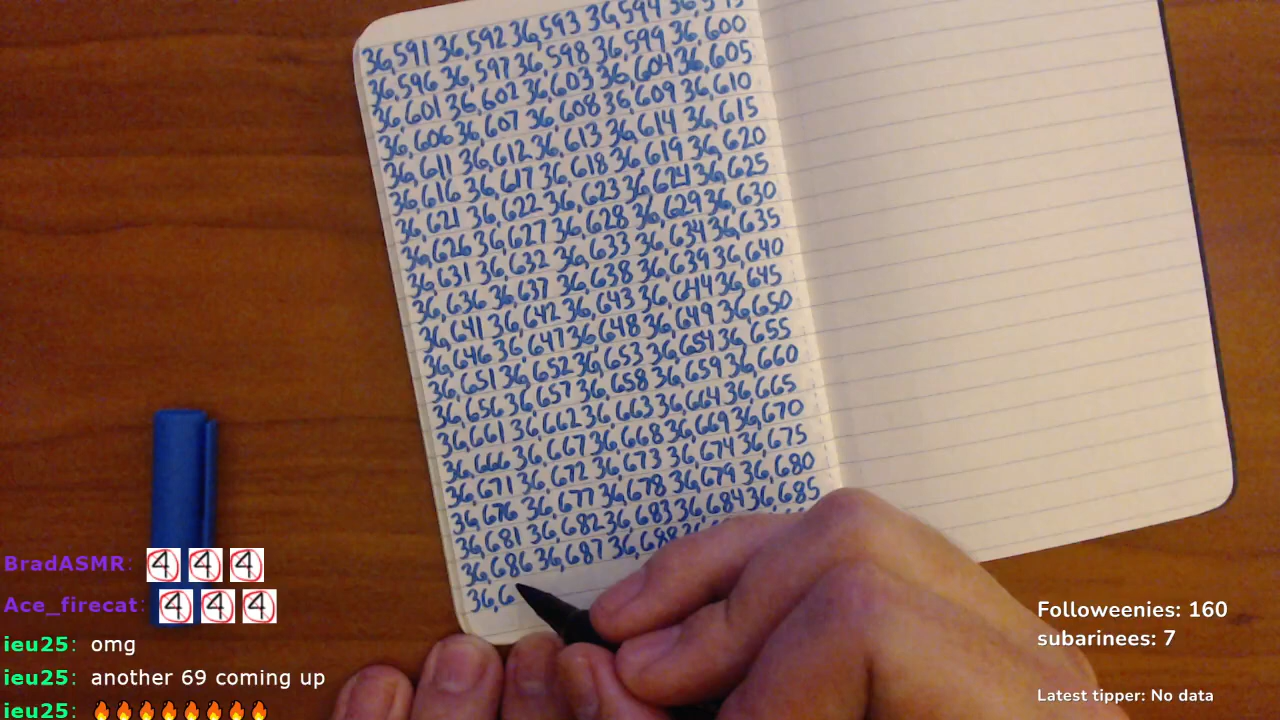 36,591 36,592 36,593 36,594
36,596 36,597 36,598 36,599 36,600
36,601 36,602 36,603 36,604 36,605
36,606 36,607 36,608 36,609 36,610
36,611 36,612 36,613 36,614 36,615
36,616 36,617 36,618 36,619 36,620
36,621 36,622 36,623 36,624 36,625
36,626 36,627 36,628 36,629 36,630
36,631 36,632 36,633 36,634 36,635
36,636 36,637 36,638 36,639 36,640
36,641 36,642 36,643 36,644 36,645
36,646 36,647 36,648 36,649 36,650
36,651 36,652 36,653 36,654 36,655
36,656 36,657 36,658 36,659 36,660
36,661 36,662 36,663 36,664 36,665
36,666 36,667 36,668 36,669 36,670
36,671 36,672 36,673 36,674 36,675
36,676 36,677 36,678 36,679 36,680
36,681 36,682 36,683 36,684 36,685
36,686 36,687 36,688
36,6
BradASMR: 4 4 4
Ace_firecat: 4 4 4
ieu25: omg
ieu25: another 69 coming up
ieu25: 🔥🔥🔥🔥🔥🔥🔥🔥
Followeenies: 160
subarinees: 7
Latest tipper: No data